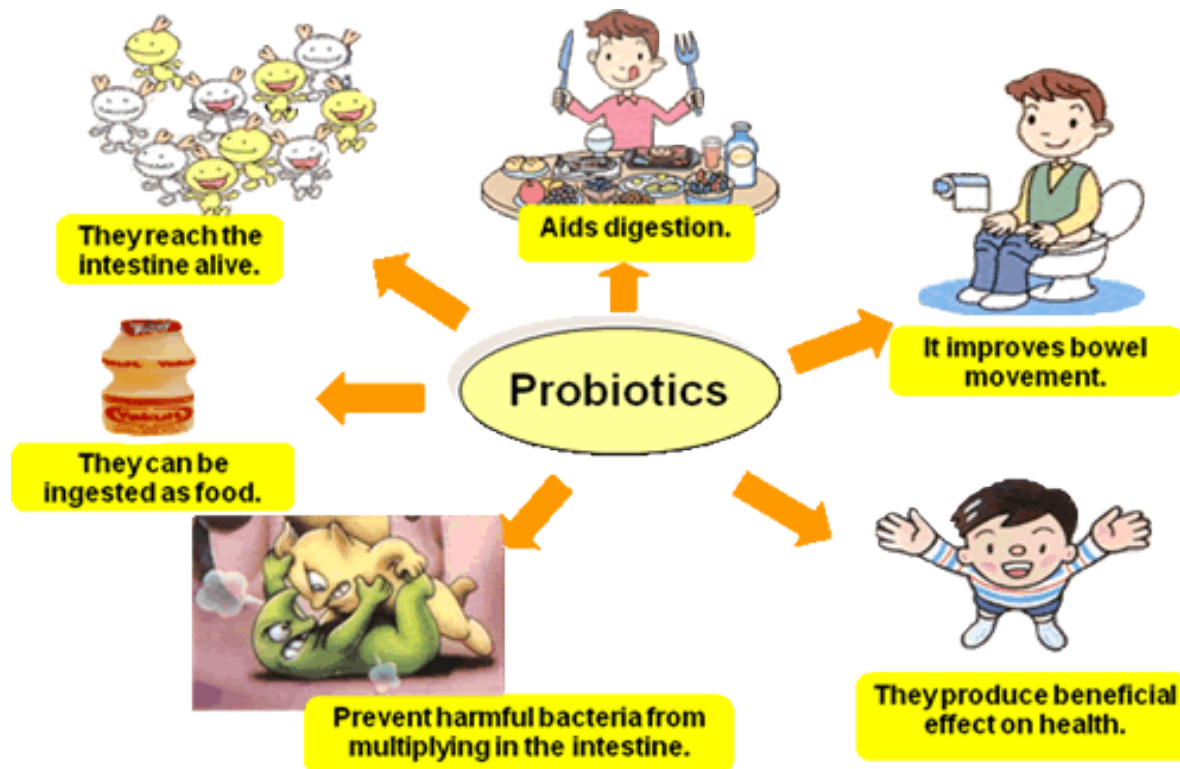 Aids digestion.
They reach the
intestine alive.
It improves bowel
movement.
Probiotics
Yakult
They can be
ingested as food.
They produce beneficial
effect on health.
Prevent harmful bacteria from
multiplying in the intestine.